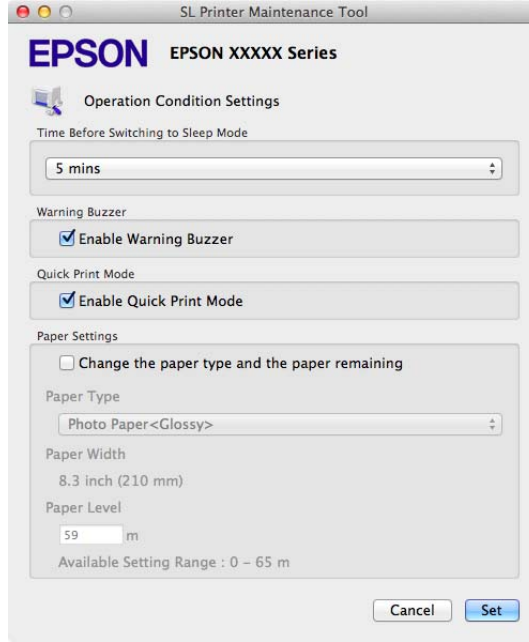 SL Printer Maintenance Tool
EPSON EPSON XXXXX Series
Operation Condition Settings
Time Before Switching to Sleep Mode
5 mins
Warning Buzzer
Enable Warning Buzzer
Quick Print Mode
Enable Quick Print Mode
Paper Settings
Change the paper type and the paper remaining
Paper Type
Photo Paper<Glossy>
Paper Width
8.3 inch (210 mm)
Paper Level
59 m
Available Setting Range : 0 – 65 m
Cancel Set